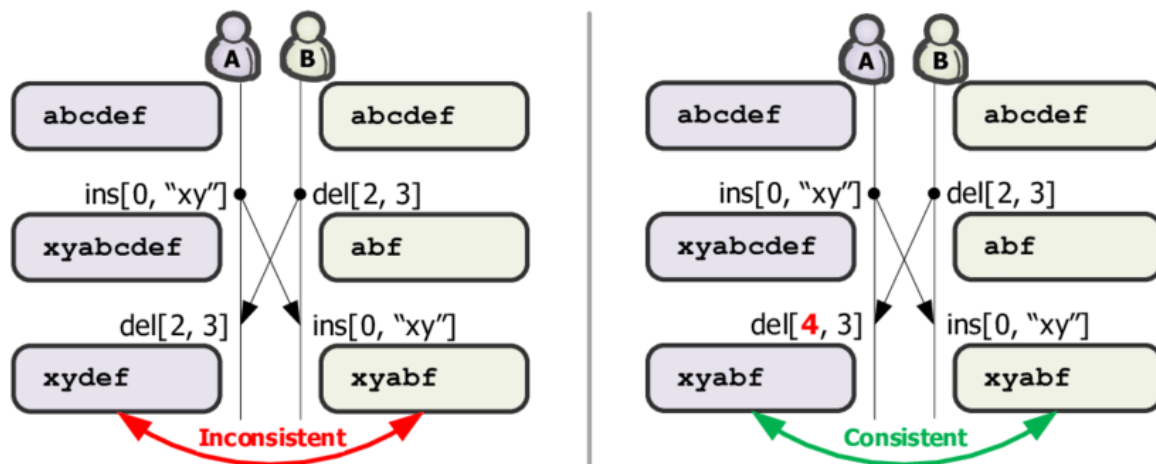 A B
abcdef abcdef
ins[0, “xy”] del[2, 3]
xyabcdef abf
del[2, 3] ins[0, “xy”]
xydef xyabf
Inconsistent
A B
abcdef abcdef
ins[0, “xy”] del[2, 3]
xyabcdef abf
del[4, 3] ins[0, “xy”]
xyabf xyabf
Consistent